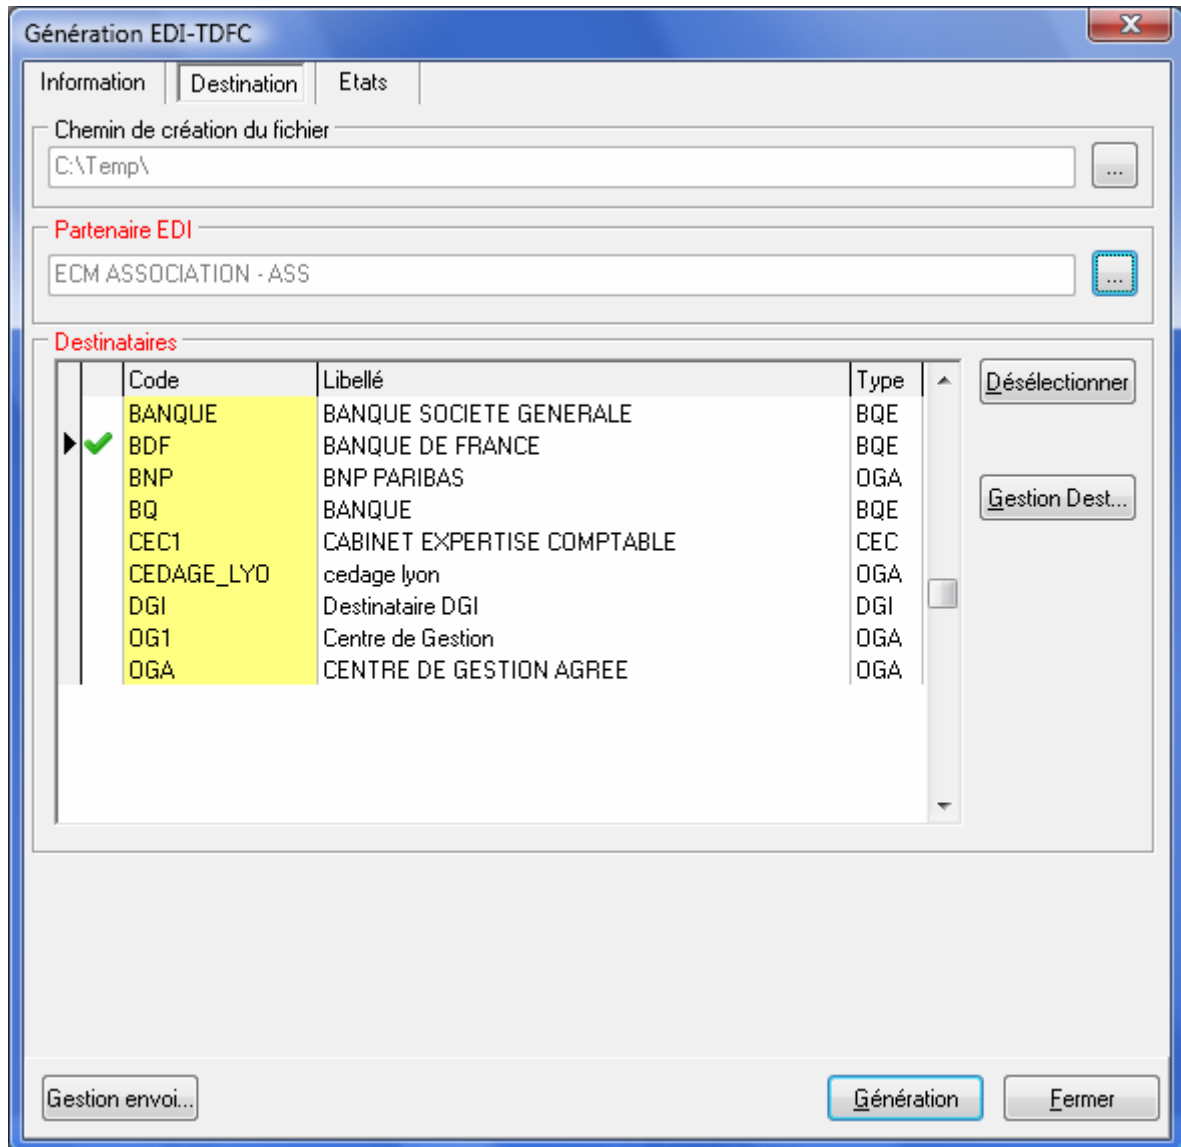 Génération EDI-TDFC
Information Destination Etats
Chemin de création du fichier
C:\Temp\ ...
Partenaire EDI
ECM ASSOCIATION - ASS ...
Destinataires
Code Libellé Type Désélectionner
BANQUE BANQUE SOCIETE GENERALE BQE
BDF BANQUE DE FRANCE BQE
BNP BNP PARIBAS OGA
BQ BANQUE BQE Gestion Dest...
CEC1 CABINET EXPERTISE COMPTABLE CEC
CEDAGE_LYO cedage lyon OGA
DGI Destinataire DGI DGI
OG1 Centre de Gestion OGA
OGA CENTRE DE GESTION AGREE OGA
Gestion envoi... Génération Fermer